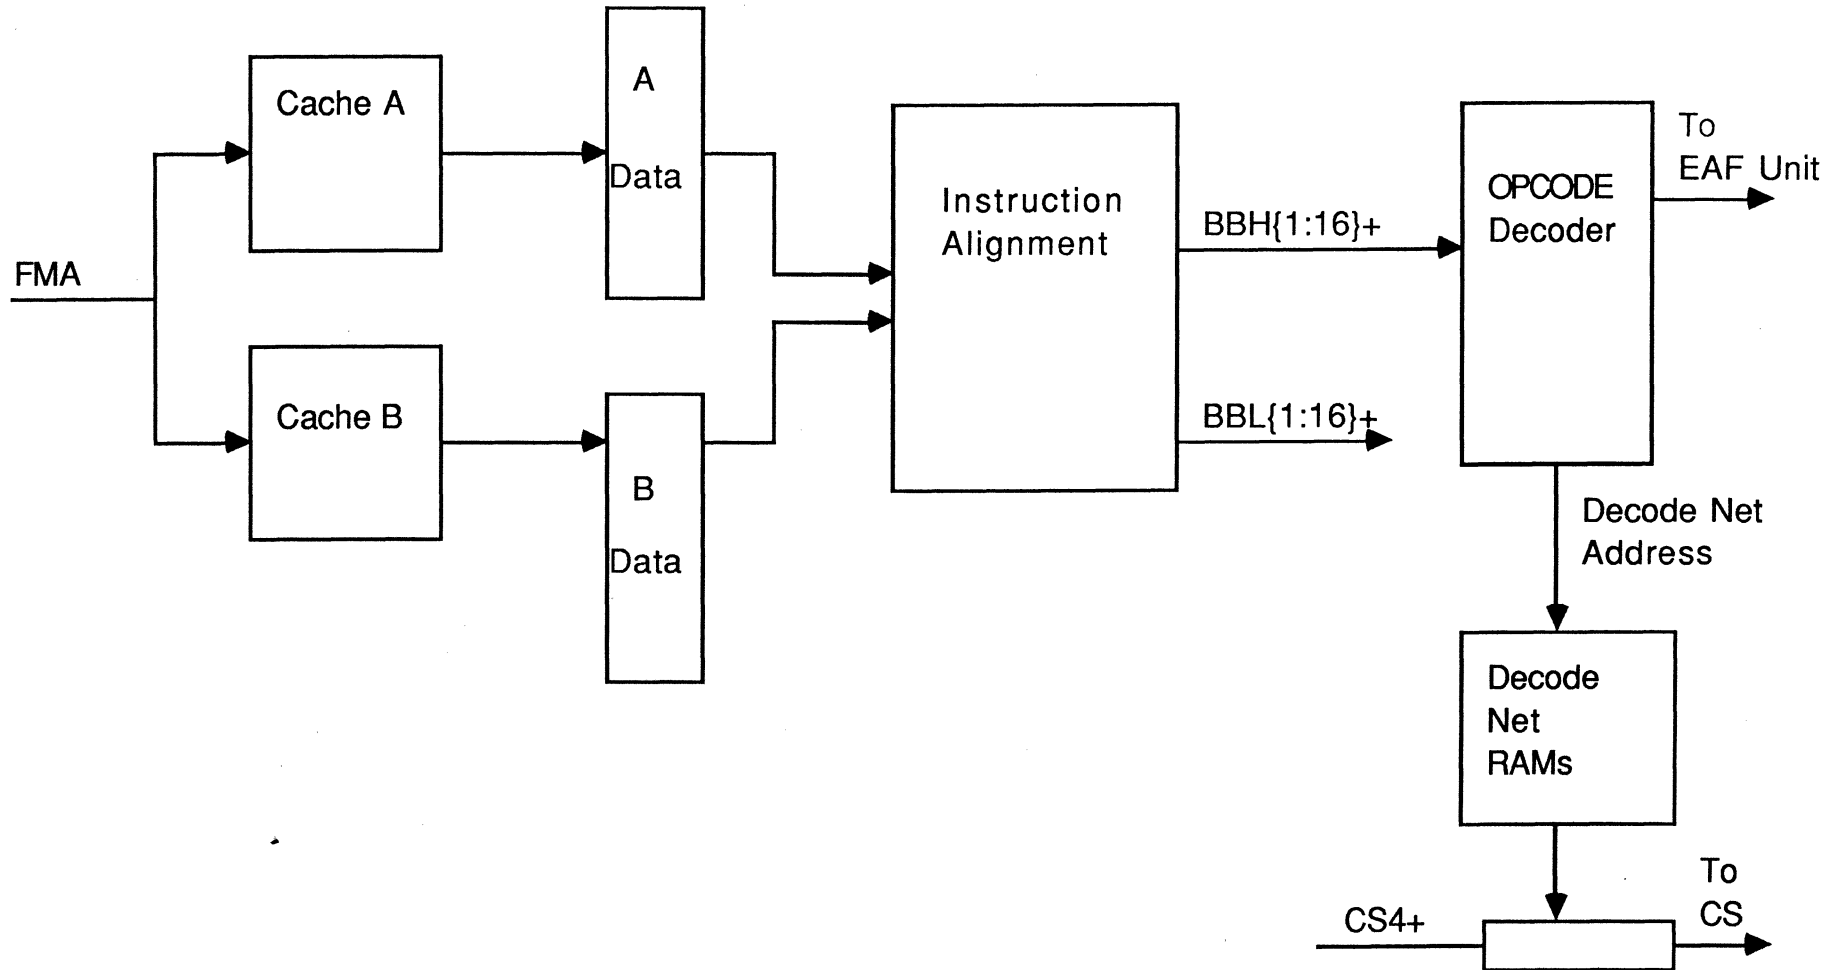 FMA
Cache A
Cache B
A
Data
B
Data
Instruction
Alignment
BBH{1:16}+
BBL{1:16}+
OPCODE
Decoder
To
EAF Unit
Decode Net
Address
Decode
Net
RAMs
CS4+
To
CS